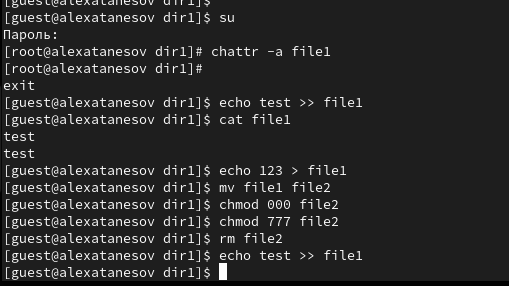 [guest@alexatanesov dir1]$
[guest@alexatanesov dir1]$ su
Пароль:
[root@alexatanesov dir1]# chattr -a file1
[root@alexatanesov dir1]#
exit
[guest@alexatanesov dir1]$ echo test >> file1
[guest@alexatanesov dir1]$ cat file1
test
test
[guest@alexatanesov dir1]$ echo 123 > file1
[guest@alexatanesov dir1]$ mv file1 file2
[guest@alexatanesov dir1]$ chmod 000 file2
[guest@alexatanesov dir1]$ chmod 777 file2
[guest@alexatanesov dir1]$ rm file2
[guest@alexatanesov dir1]$ echo test >> file1
[guest@alexatanesov dir1]$